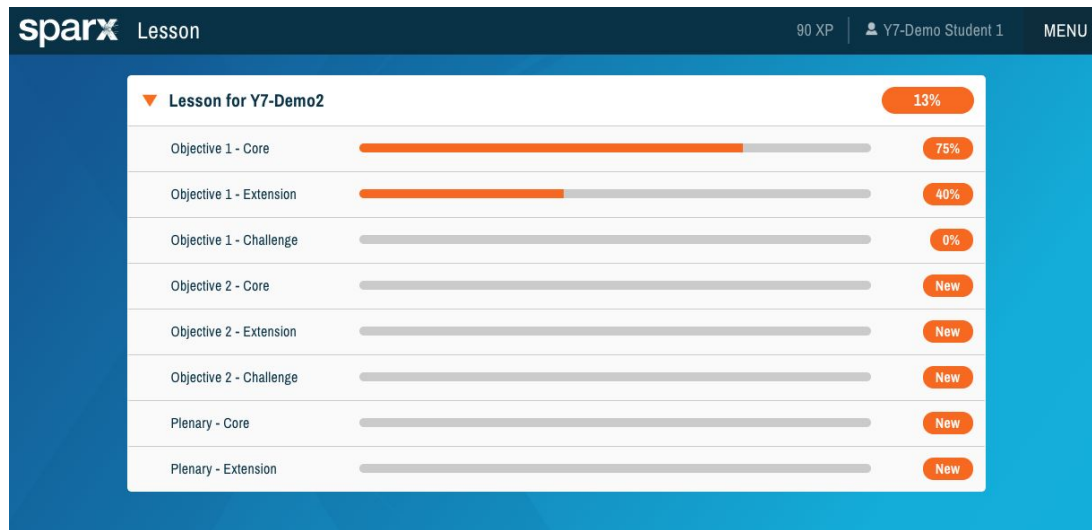 sparx Lesson 90 XP Y7-Demo Student 1 MENU
Lesson for Y7-Demo2 13%
Objective 1 - Core 75%
Objective 1 - Extension 40%
Objective 1 - Challenge 0%
Objective 2 - Core New
Objective 2 - Extension New
Objective 2 - Challenge New
Plenary - Core New
Plenary - Extension New